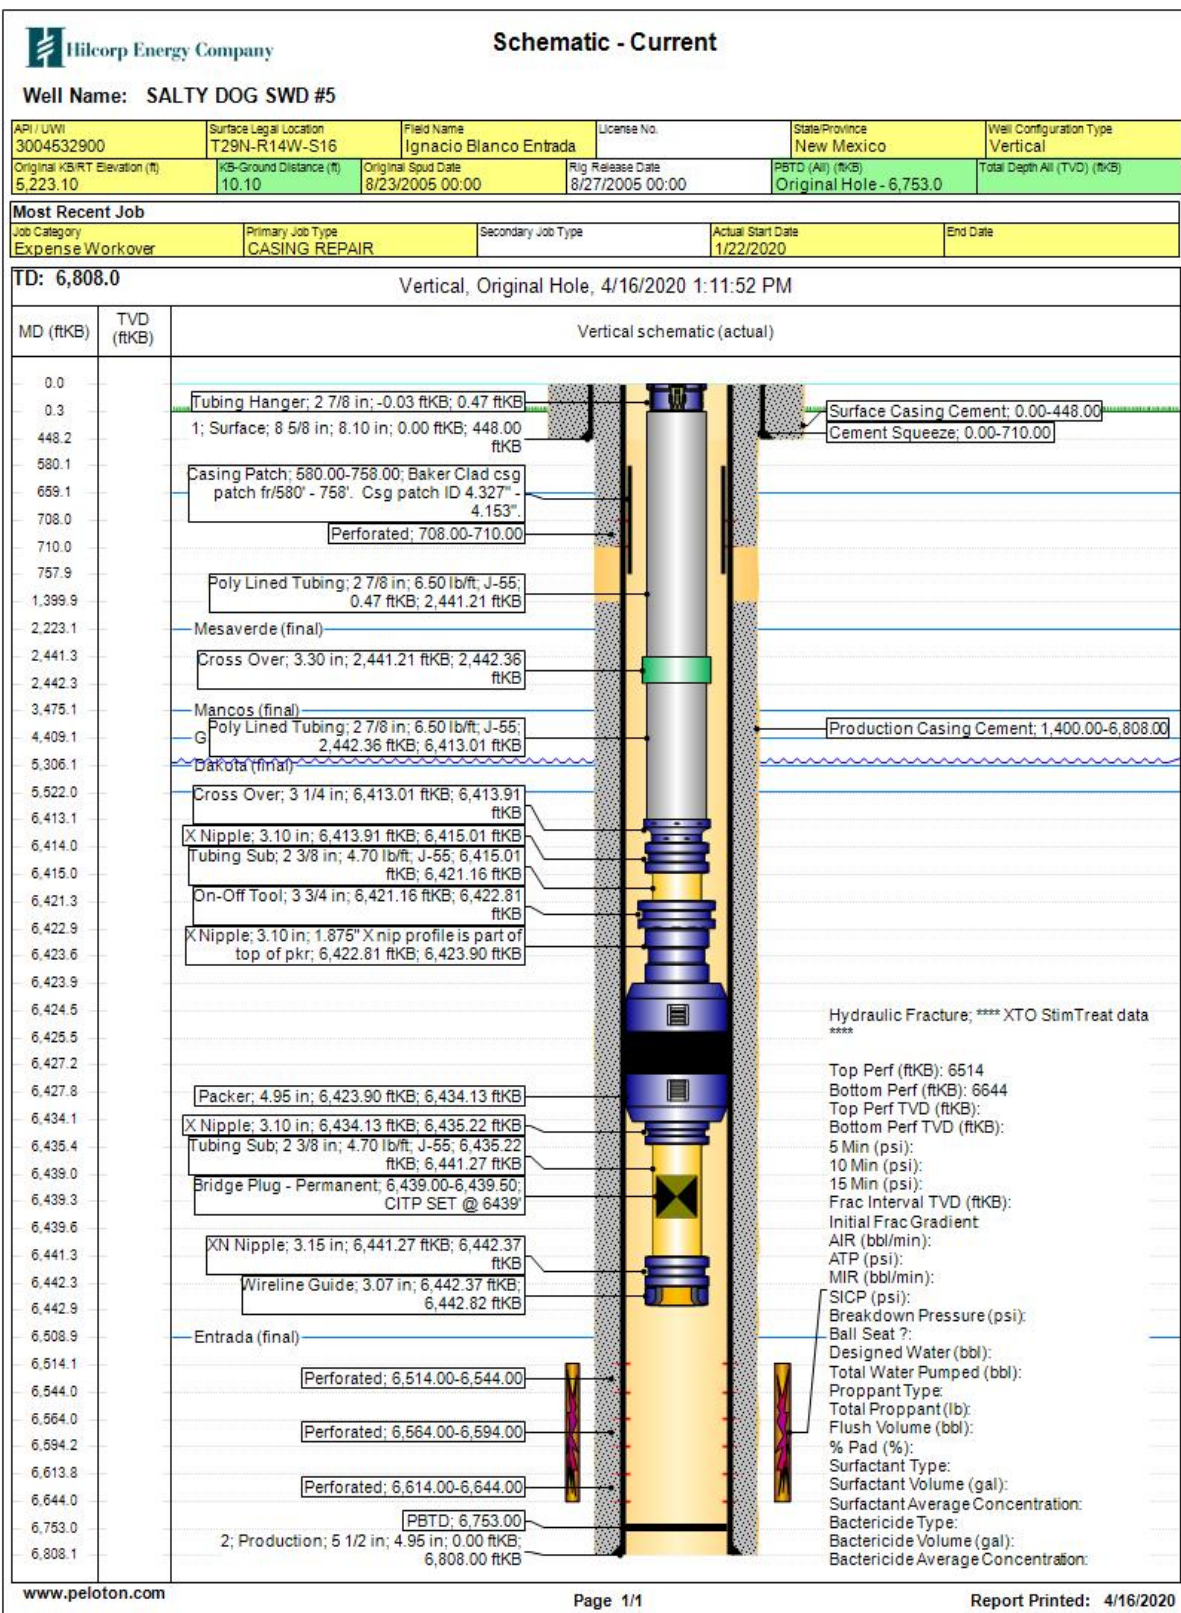 Hilcorp Energy Company
Schematic - Current
Well Name: SALTY DOG SWD #5
API / UWI
3004532900
Surface Legal Location
T29N-R14W-S16
Field Name
Ignacio Blanco Entrada
License No.
State/Province
New Mexico
Well Configuration Type
Vertical
Original KB/RT Elevation (ft)
5,223.10
KB-Ground Distance (ft)
10.10
Original Spud Date
8/23/2005 00:00
Rig Release Date
8/27/2005 00:00
PBTD (All) (ftKB)
Original Hole - 6,753.0
Total Depth All (TVD) (ftKB)
Most Recent Job
Job Category
Expense Workover
Primary Job Type
CASING REPAIR
Secondary Job Type
Actual Start Date
1/22/2020
End Date
TD: 6,808.0
Vertical, Original Hole, 4/16/2020 1:11:52 PM
MD (ftKB)
TVD
(ftKB)
Vertical schematic (actual)
0.0
0.3
448.2
580.1
659.1
708.0
710.0
757.9
1,399.9
2,223.1
2,441.3
2,442.3
3,475.1
4,409.1
5,306.1
5,522.0
6,413.1
6,414.0
6,415.0
6,421.3
6,422.9
6,423.6
6,423.9
6,424.5
6,425.5
6,427.2
6,427.8
6,434.1
6,435.4
6,439.0
6,439.3
6,439.6
6,441.3
6,442.3
6,442.9
6,508.9
6,514.1
6,544.0
6,564.0
6,594.2
6,613.8
6,644.0
6,753.0
6,808.1
Tubing Hanger; 2 7/8 in; -0.03 ftKB; 0.47 ftKB
1; Surface; 8 5/8 in; 8.10 in; 0.00 ftKB; 448.00
ftKB
Casing Patch; 580.00-758.00; Baker Clad csg
patch fr/580' - 758'. Csg patch ID 4.327" -
4.153".
Perforated; 708.00-710.00
Poly Lined Tubing; 2 7/8 in; 6.50 lb/ft; J-55;
0.47 ftKB; 2,441.21 ftKB
Mesaverde (final)
Cross Over; 3.30 in; 2,441.21 ftKB; 2,442.36
ftKB
Mancos (final)
G
Poly Lined Tubing; 2 7/8 in; 6.50 lb/ft; J-55;
2,442.36 ftKB; 6,413.01 ftKB
Dakota (final)
Cross Over; 3 1/4 in; 6,413.01 ftKB; 6,413.91
ftKB
X Nipple; 3.10 in; 6,413.91 ftKB; 6,415.01 ftKB
Tubing Sub; 2 3/8 in; 4.70 lb/ft; J-55; 6,415.01
ftKB; 6,421.16 ftKB
On-Off Tool; 3 3/4 in; 6,421.16 ftKB; 6,422.81
ftKB
X Nipple; 3.10 in; 1.875" X nip profile is part of
top of pkr; 6,422.81 ftKB; 6,423.90 ftKB
Packer; 4.95 in; 6,423.90 ftKB; 6,434.13 ftKB
X Nipple; 3.10 in; 6,434.13 ftKB; 6,435.22 ftKB
Tubing Sub; 2 3/8 in; 4.70 lb/ft; J-55; 6,435.22
ftKB; 6,441.27 ftKB
Bridge Plug - Permanent; 6,439.00-6,439.50;
CITP SET @ 6439'
XN Nipple; 3.15 in; 6,441.27 ftKB; 6,442.37
ftKB
Wireline Guide; 3.07 in; 6,442.37 ftKB;
6,442.82 ftKB
Entrada (final)
Perforated; 6,514.00-6,544.00
Perforated; 6,564.00-6,594.00
Perforated; 6,614.00-6,644.00
PBTD; 6,753.00
2; Production; 5 1/2 in; 4.95 in; 0.00 ftKB;
6,808.00 ftKB
Surface Casing Cement; 0.00-448.00
Cement Squeeze; 0.00-710.00
Production Casing Cement; 1,400.00-6,808.00
Hydraulic Fracture; **** XTO StimTreat data
****
Top Perf (ftKB): 6514
Bottom Perf (ftKB): 6644
Top Perf TVD (ftKB):
Bottom Perf TVD (ftKB):
5 Min (psi):
10 Min (psi):
15 Min (psi):
Frac Interval TVD (ftKB):
Initial Frac Gradient:
AIR (bbl/min):
ATP (psi):
MIR (bbl/min):
SICP (psi):
Breakdown Pressure (psi):
Ball Seat ?:
Designed Water (bbl):
Total Water Pumped (bbl):
Proppant Type:
Total Proppant (lb):
Flush Volume (bbl):
% Pad (%):
Surfactant Type:
Surfactant Volume (gal):
Surfactant Average Concentration:
Bactericide Type:
Bactericide Volume (gal):
Bactericide Average Concentration:
www.peloton.com
Page 1/1
Report Printed: 4/16/2020